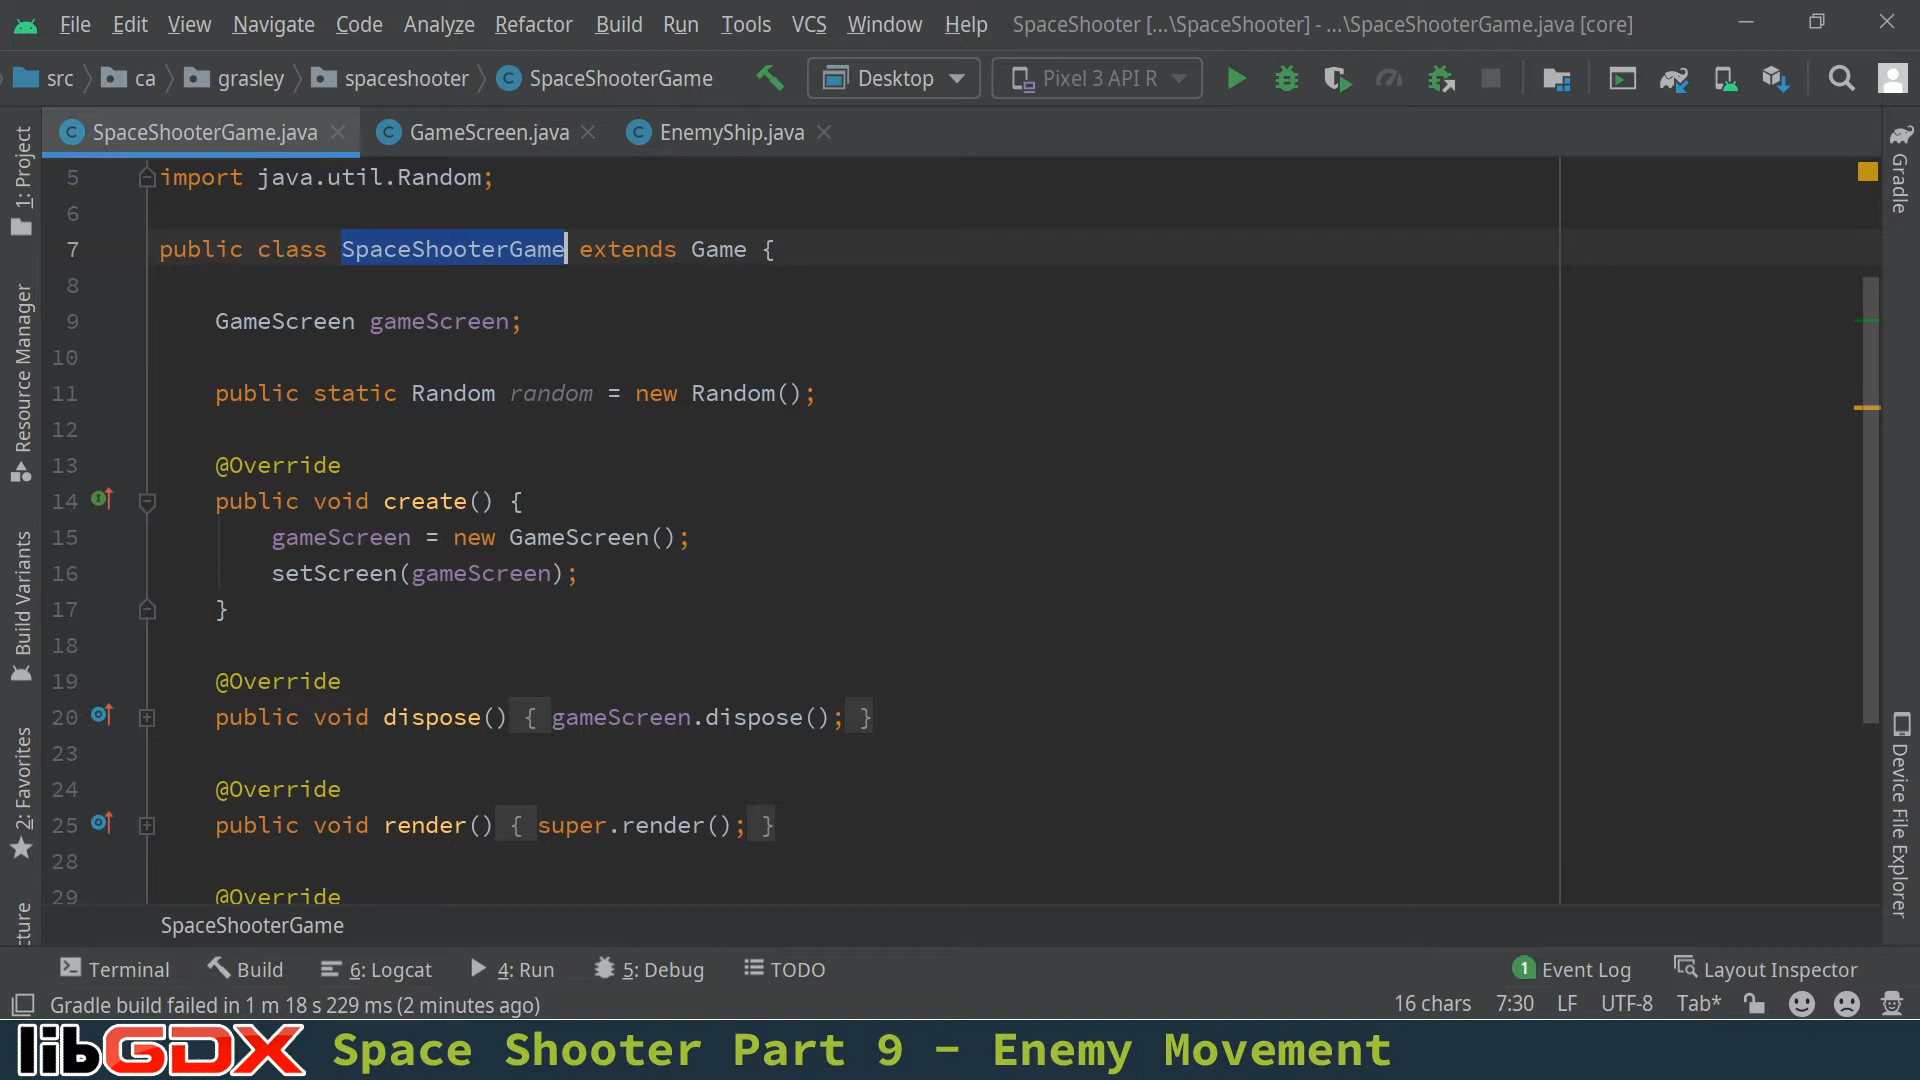 File Edit View Navigate Code Analyze Refactor Build Run Tools VCS Window Help SpaceShooter [...\SpaceShooter] - ...\SpaceShooterGame.java [core]
src ca grasley spaceshooter SpaceShooterGame Desktop Pixel 3 API R
SpaceShooterGame.java GameScreen.java EnemyShip.java
1: Project
Resource Manager
Build Variants
2: Favorites
cture
5 import java.util.Random;
6
7 public class SpaceShooterGame extends Game {
8
9 GameScreen gameScreen;
10
11 public static Random random = new Random();
12
13 @Override
14 public void create() {
15 gameScreen = new GameScreen();
16 setScreen(gameScreen);
17 }
18
19 @Override
20 public void dispose() { gameScreen.dispose(); }
23
24 @Override
25 public void render() { super.render(); }
28
29 @Override
Gradle
Device File Explorer
SpaceShooterGame
Terminal Build 6: Logcat 4: Run 5: Debug TODO 1 Event Log Layout Inspector
Gradle build failed in 1 m 18 s 229 ms (2 minutes ago) 16 chars 7:30 LF UTF-8 Tab*
libGDX Space Shooter Part 9 - Enemy Movement